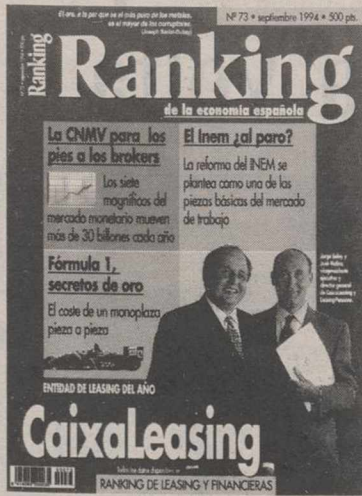 El oro, a la par que es el más puro de los metales,
es el mayor de los corruptores.
Nº 73 • septiembre 1994 • 500 pts.
Ranking
Ranking
de la economía española
La CNMV para los
pies a los brokers
Los siete
magníficos del
mercado monetario mueven
más de 30 billones cada año
El Inem ¿al paro?
La reforma del INEM se
plantea como una de las
piezas básicas del mercado
de trabajo
Fórmula 1,
secretos de oro
El coste de un monoplaza
pieza a pieza
ENTIDAD DE LEASING DEL AÑO
CaixaLeasing
RANKING DE LEASING Y FINANCIERAS